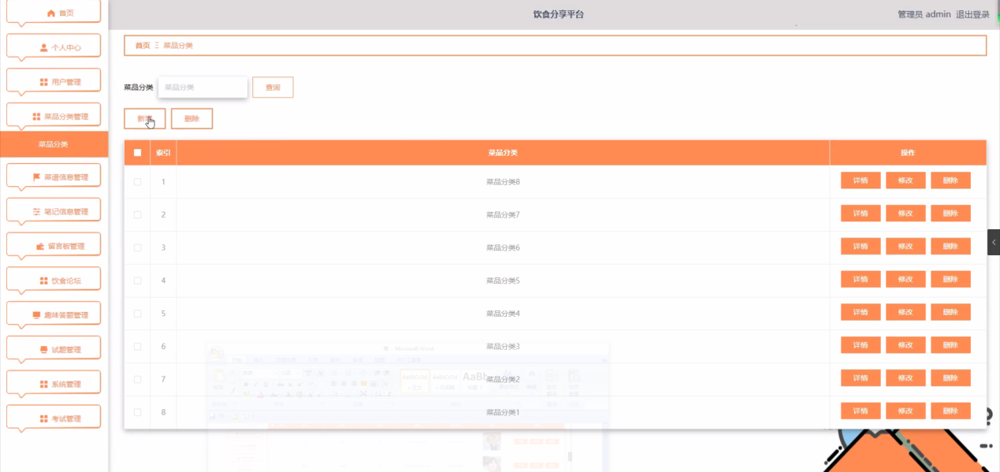 首页
个人中心
用户管理
菜品分类管理
菜品分类
菜谱信息管理
笔记信息管理
留言板管理
饮食论坛
趣味答题管理
试题管理
系统管理
考试管理
饮食分享平台
管理员 admin 退出登录
首页 Ξ 菜品分类
菜品分类 菜品分类 查询
新增 删除
索引 菜品分类 操作
1 菜品分类8 详情 修改 删除
2 菜品分类7 详情 修改 删除
3 菜品分类6 详情 修改 删除
4 菜品分类5 详情 修改 删除
5 菜品分类4 详情 修改 删除
6 菜品分类3 详情 修改 删除
7 菜品分类2 详情 修改 删除
8 菜品分类1 详情 修改 删除
Microsoft Word